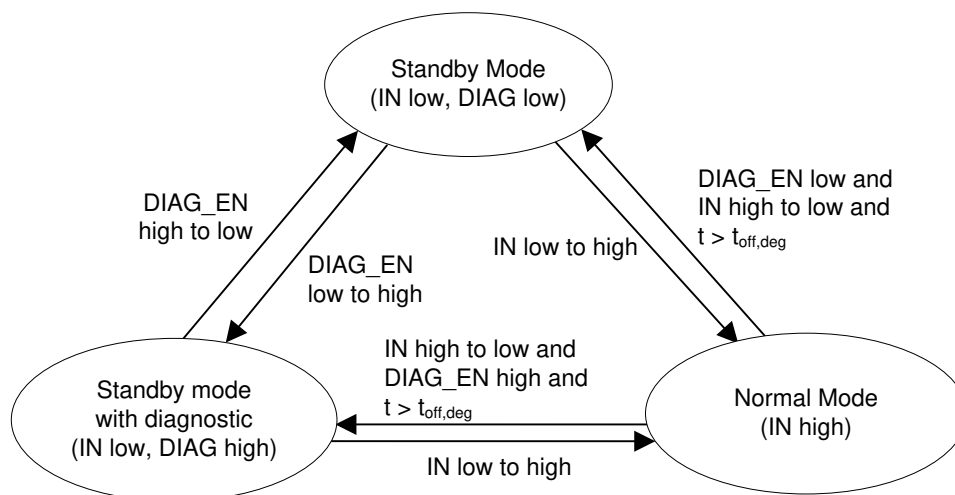 Standby Mode
(IN low, DIAG low)
DIAG_EN
high to low
DIAG_EN
low to high
IN low to high
DIAG_EN low and
IN high to low and
t > toff,deg
Standby mode
with diagnostic
(IN low, DIAG high)
IN high to low and
DIAG_EN high and
t > toff,deg
IN low to high
Normal Mode
(IN high)